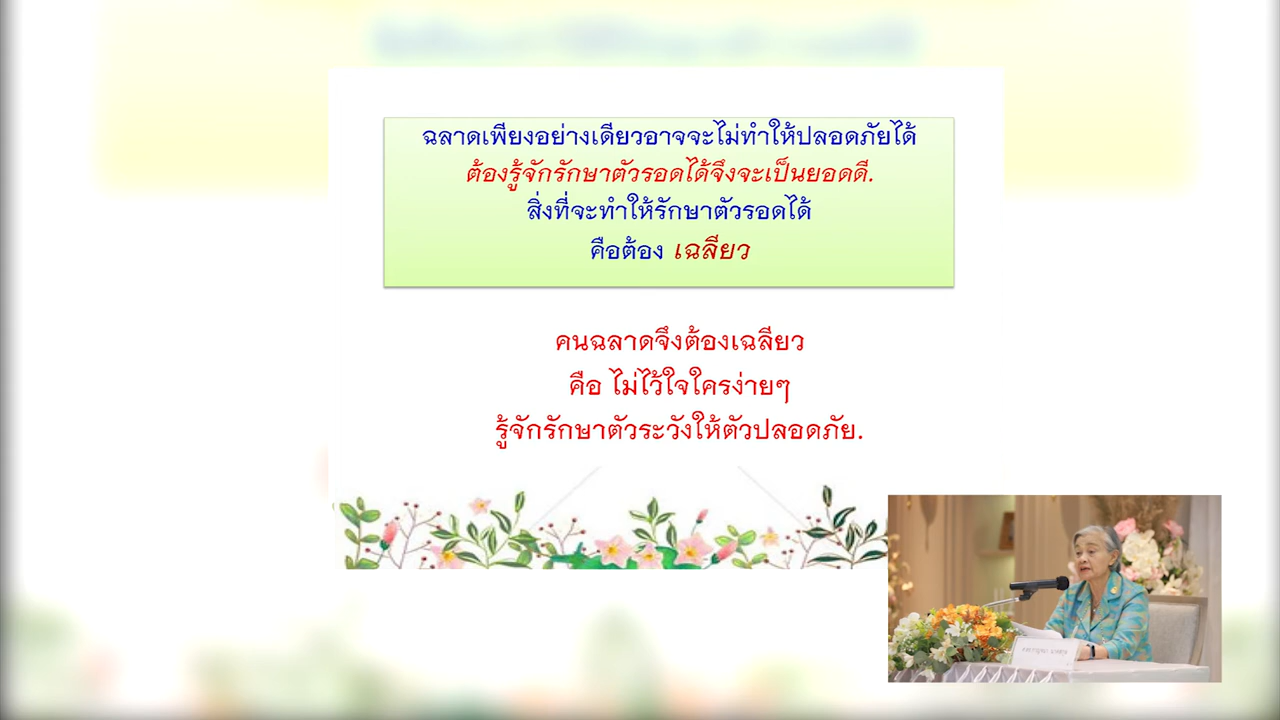 ฉลาดเพียงอย่างเดียวอาจจะไม่ทำให้ปลอดภัยได้
ต้องรู้จักรักษาตัวรอดได้จึงจะเป็นยอดดี.
สิ่งที่จะทำให้รักษาตัวรอดได้
คือต้อง เฉลียว
คนฉลาดจึงต้องเฉลียว
คือ ไม่ไว้ใจใครง่ายๆ
รู้จักรักษาตัวระวังให้ตัวปลอดภัย.